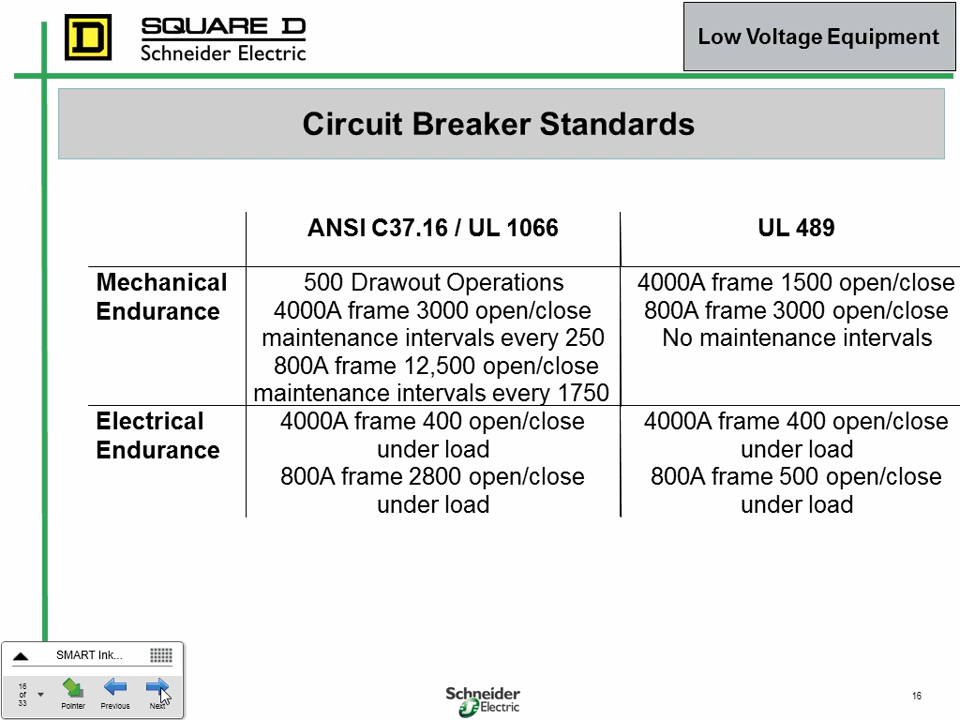 D
SQUARE D
Schneider Electric
Low Voltage Equipment
Circuit Breaker Standards
ANSI C37.16 / UL 1066
UL 489
Mechanical
Endurance
500 Drawout Operations
4000A frame 3000 open/close
maintenance intervals every 250
800A frame 12,500 open/close
maintenance intervals every 1750
4000A frame 1500 open/close
800A frame 3000 open/close
No maintenance intervals
Electrical
Endurance
4000A frame 400 open/close
under load
800A frame 2800 open/close
under load
4000A frame 400 open/close
under load
800A frame 500 open/close
under load
SMART Ink...
16
of
33
Pointer
Previous
Next
Schneider
Electric
16